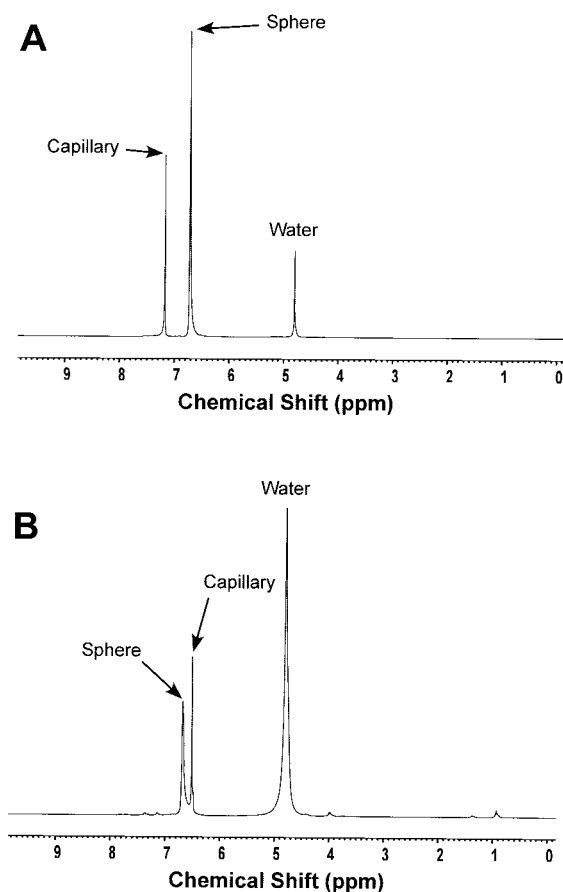 A
Sphere
Capillary
Water
9 8 7 6 5 4 3 2 1 0
Chemical Shift (ppm)
B
Water
Capillary
Sphere
9 8 7 6 5 4 3 2 1 0
Chemical Shift (ppm)